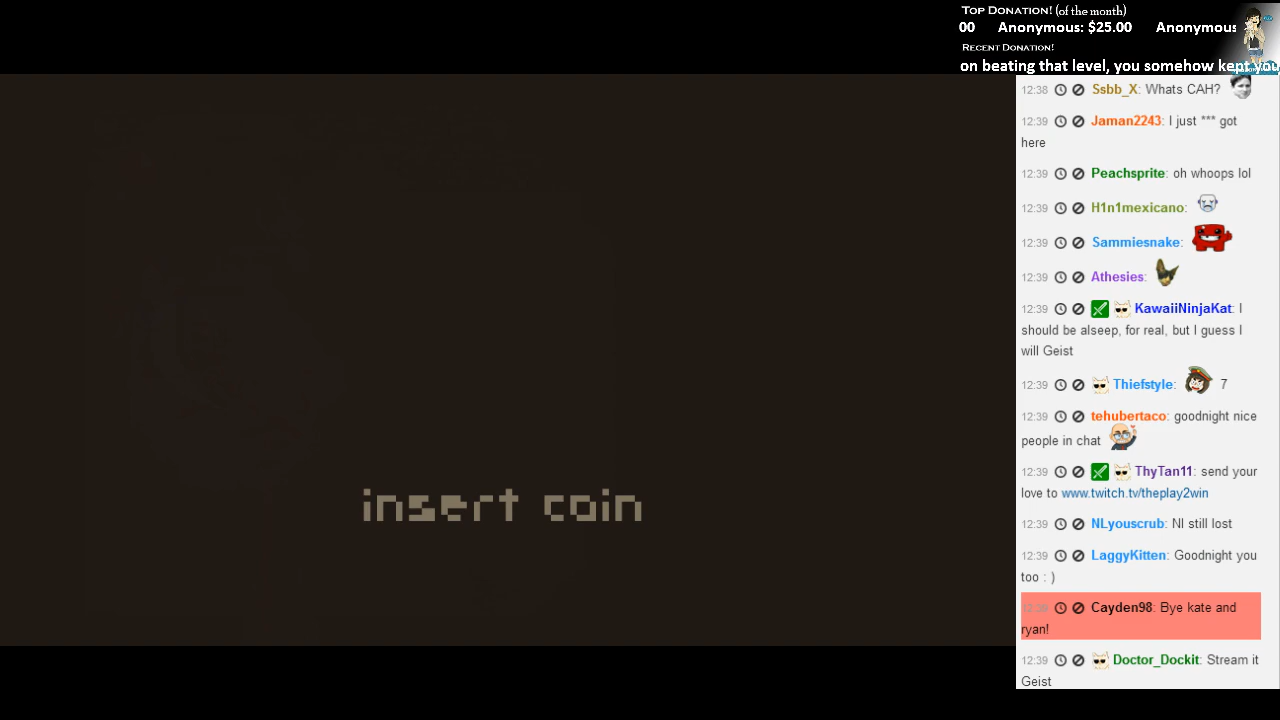 Top Donation! (of the month)
00 Anonymous: $25.00 Anonymous
Recent Donation!
on beating that level, you somehow kept you
12:38 Ssbb_X: Whats CAH?
12:39 Jaman2243: I just *** got
here
12:39 Peachsprite: oh whoops lol
12:39 H1n1mexicano:
12:39 Sammiesnake:
12:39 Athesies:
12:39 KawaiiNinjaKat: I
should be alseep, for real, but I guess I
will Geist
12:39 Thiefstyle: 7
12:39 tehubertaco: goodnight nice
people in chat
12:39 ThyTan11: send your
love to www.twitch.tv/theplay2win
12:39 NLyouscrub: Nl still lost
12:39 LaggyKitten: Goodnight you
too : )
12:39 Cayden98: Bye kate and
ryan!
12:39 Doctor_Dockit: Stream it
Geist
insert coin